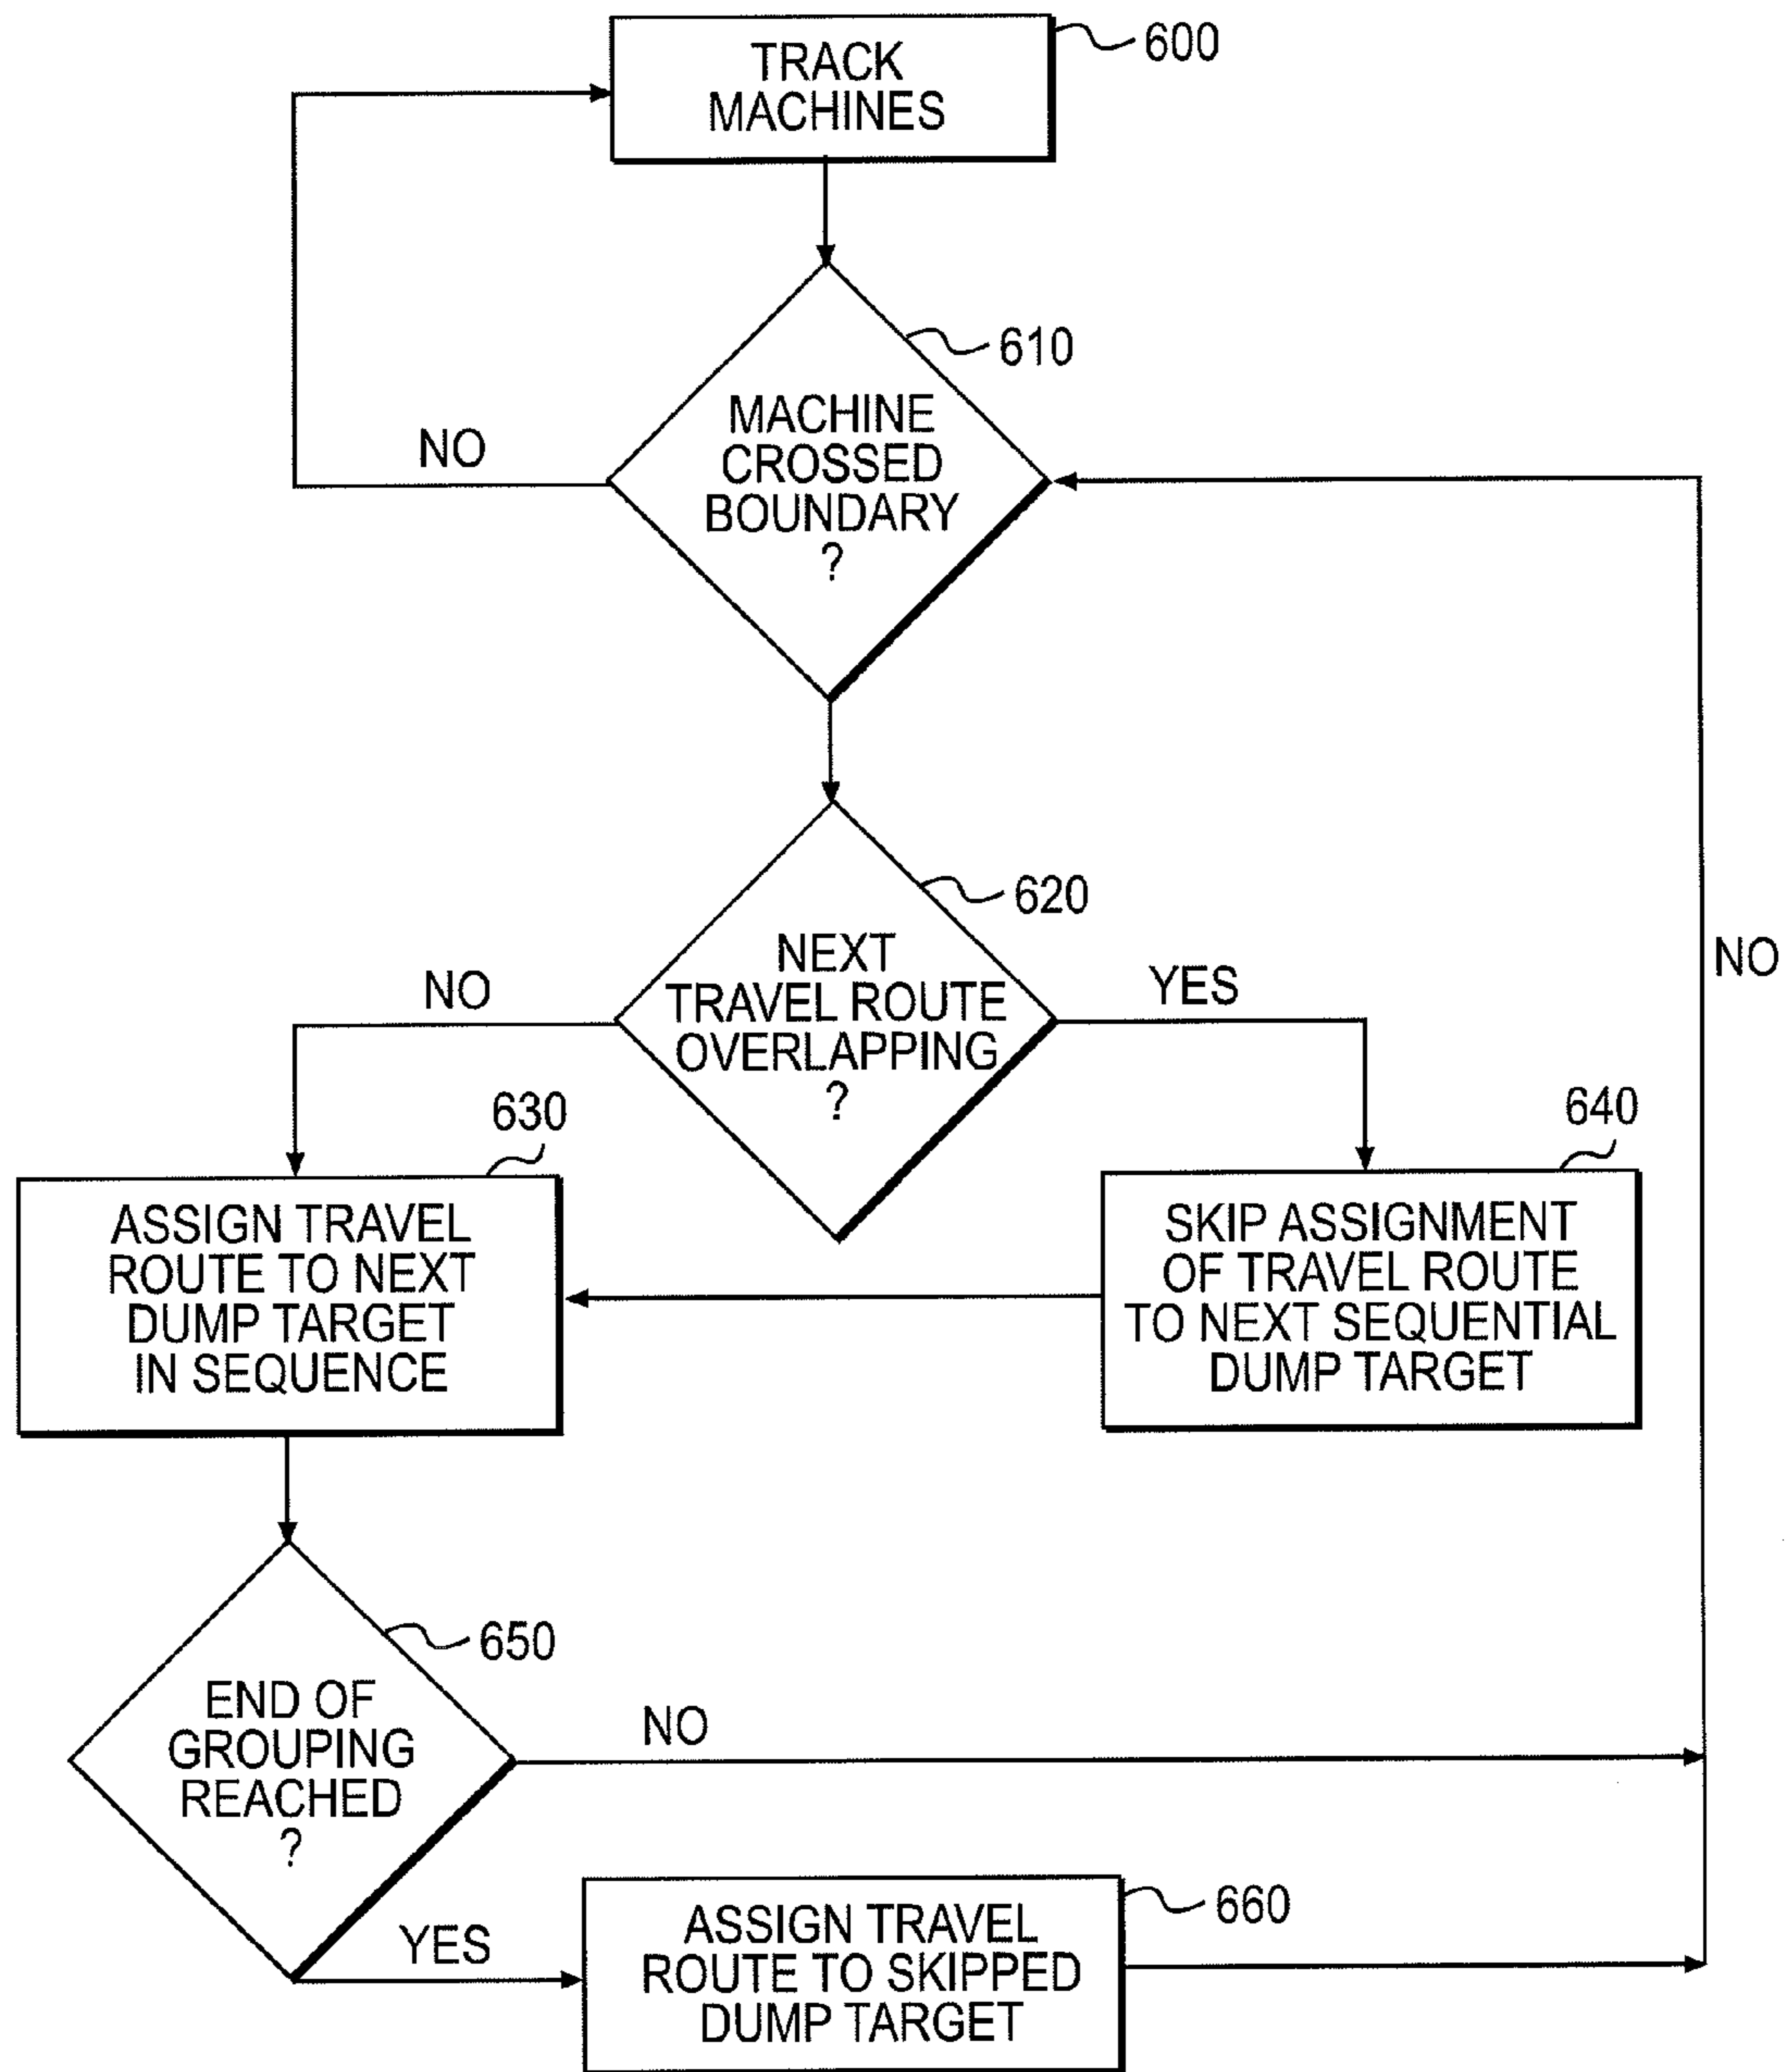 TRACK
MACHINES
600
610
MACHINE
CROSSED
BOUNDARY
?
NO
620
NEXT
TRAVEL ROUTE
OVERLAPPING
?
NO
YES
NO
630
ASSIGN TRAVEL
ROUTE TO NEXT
DUMP TARGET
IN SEQUENCE
640
SKIP ASSIGNMENT
OF TRAVEL ROUTE
TO NEXT SEQUENTIAL
DUMP TARGET
650
END OF
GROUPING
REACHED
?
NO
YES
660
ASSIGN TRAVEL
ROUTE TO SKIPPED
DUMP TARGET